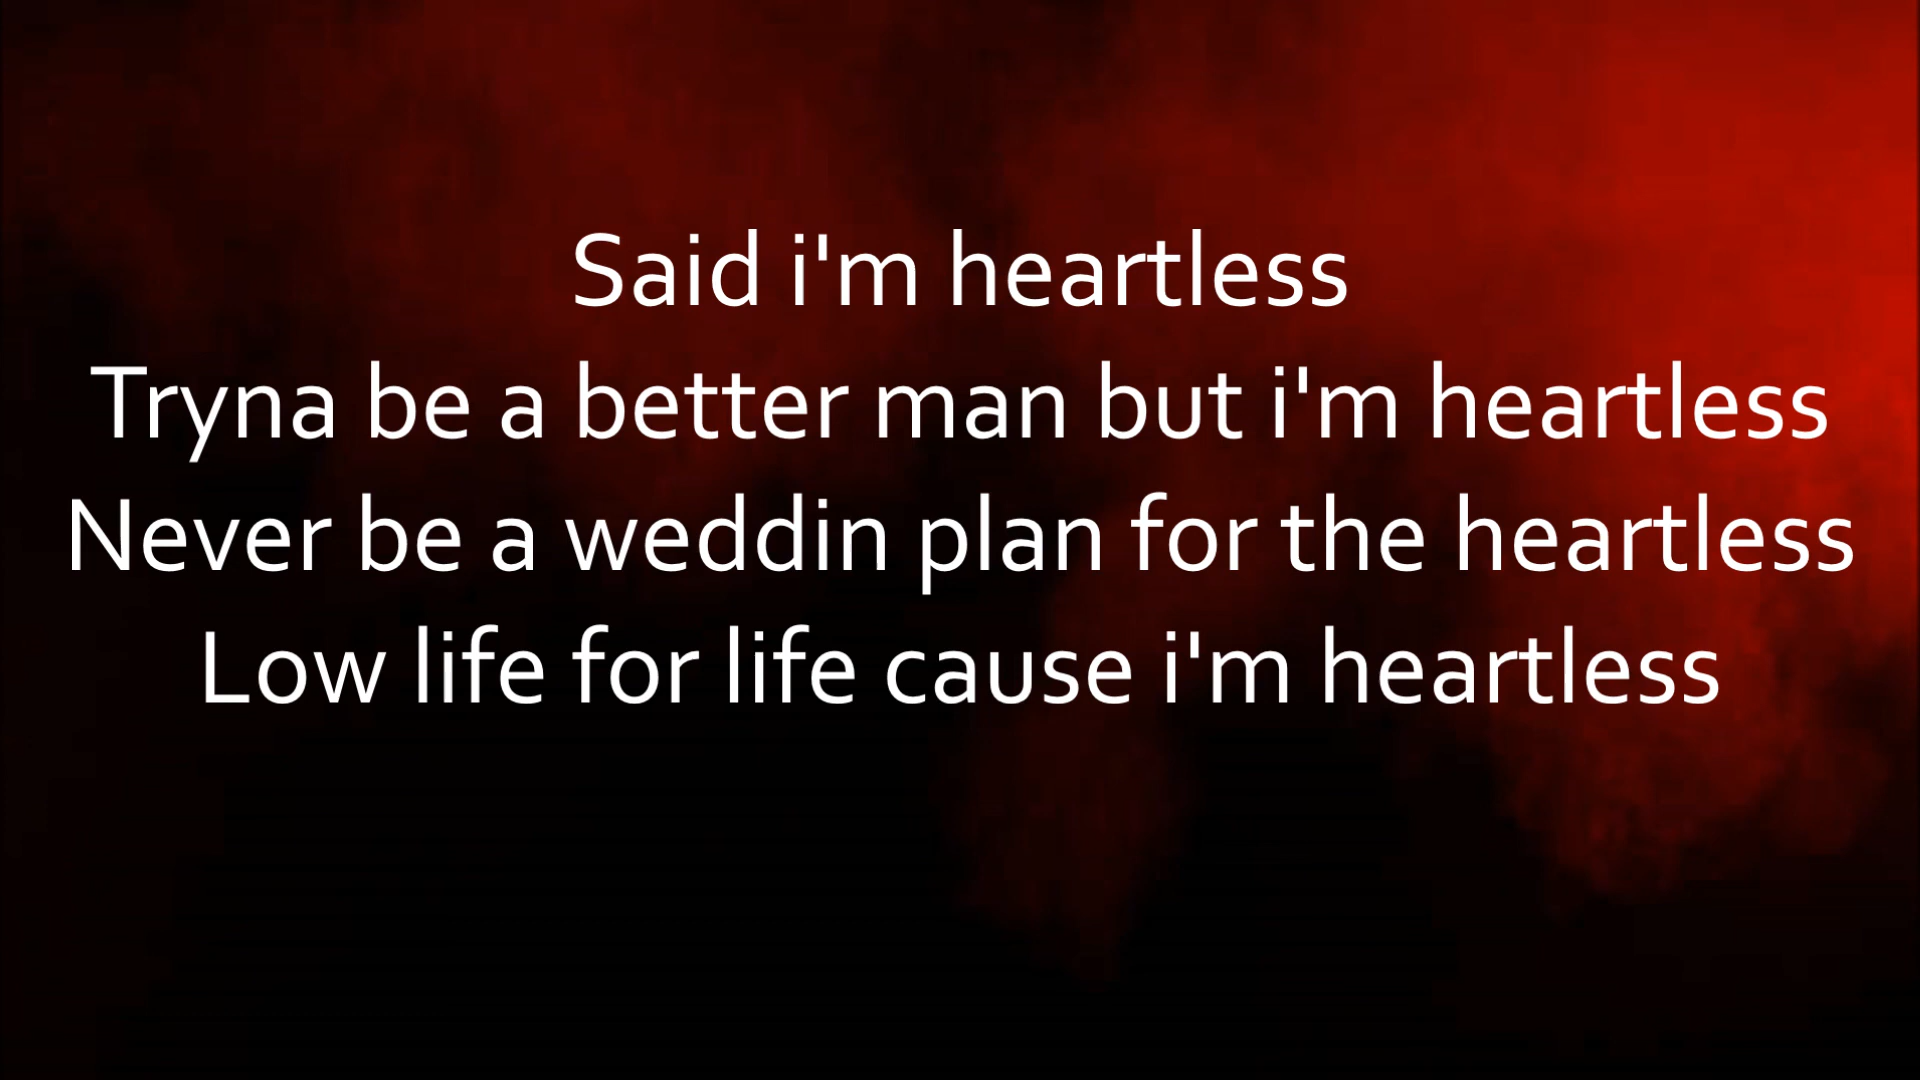 Said i'm heartless
Tryna be a better man but i'm heartless
Never be a weddin plan for the heartless
Low life for life cause i'm heartless